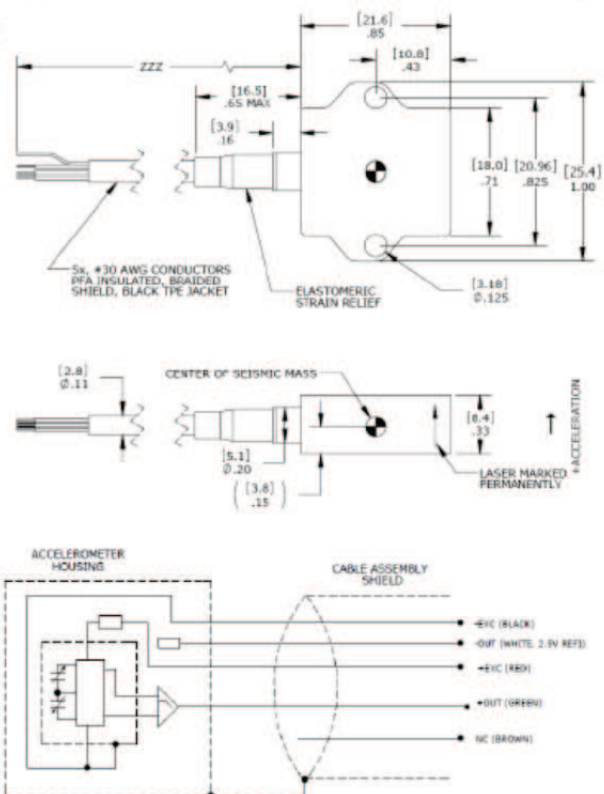 [21.6]
.85
[10.8]
.43
ZZZ
[16.5]
.65 MAX
[3.9]
.16
[18.0]
.71
[20.96]
.825
[25.4]
1.00
5x, #30 AWG CONDUCTORS
PFA INSULATED, BRAIDED
SHIELD, BLACK TPE JACKET
ELASTOMERIC
STRAIN RELIEF
[3.18]
Ø.125
[2.8]
Ø.11
CENTER OF SEISMIC MASS
[8.4]
.33
+ACCELERATION
[5.1]
Ø.20
( [3.8]
.15 )
LASER MARKED
PERMANENTLY
ACCELEROMETER
HOUSING
CABLE ASSEMBLY
SHIELD
-EXC (BLACK)
-OUT (WHITE, 2.5V REF)
+EXC (RED)
+OUT (GREEN)
NC (BROWN)